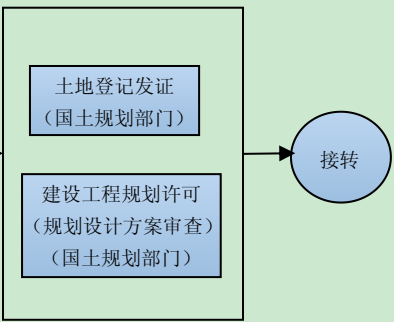 土地登记发证
（国土规划部门）
建设工程规划许可
（规划设计方案审查）
（国土规划部门）
接转